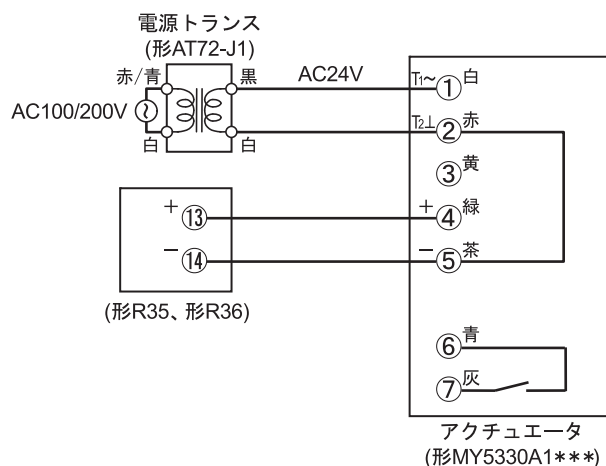 電源トランス
(形AT72-J1)
赤/青
黒
AC24V
T1〜
①
白
AC100/200V
白
白
T2⊥
②
赤
③
黄
+
⑬
+
④
緑
−
⑭
−
⑤
茶
(形R35、形R36)
⑥
青
⑦
灰
アクチュエータ
(形MY5330A1***)